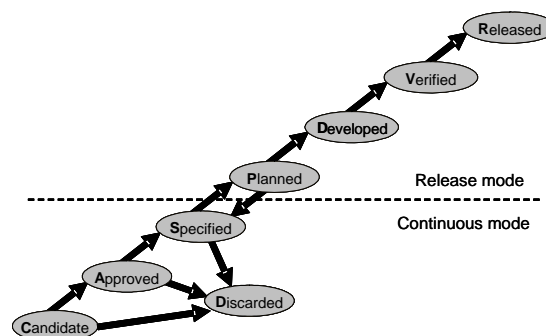 Released
Verified
Developed
Planned
Release mode
Continuous mode
Specified
Approved
Discarded
Candidate